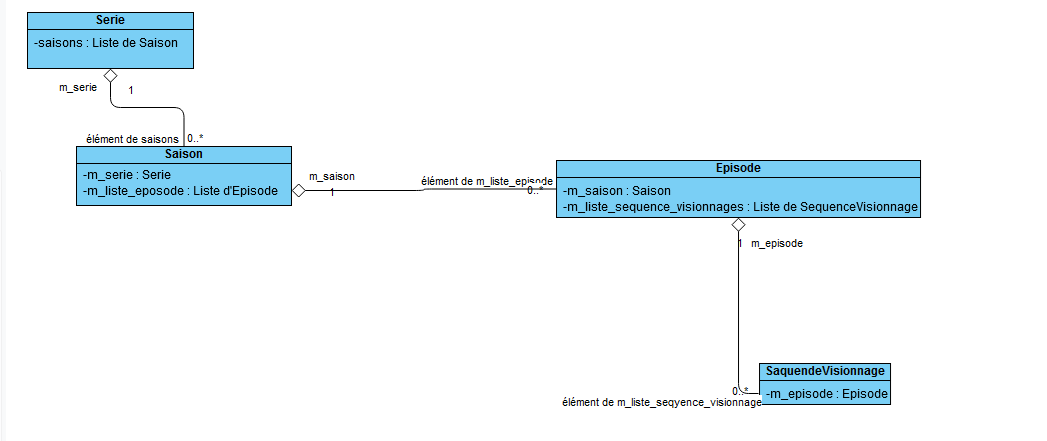 Serie
-saisons : Liste de Saison
m_serie
1
élément de saisons
0..*
Saison
-m_serie : Serie
-m_liste_eposode : Liste d'Episode
m_saison
1
élément de m_liste_episode
0..*
Episode
-m_saison : Saison
-m_liste_sequence_visionnages : Liste de SequenceVisionnage
1
m_episode
SaquendeVisionnage
-m_episode : Episode
0..*
élément de m_liste_seqyence_visionnage